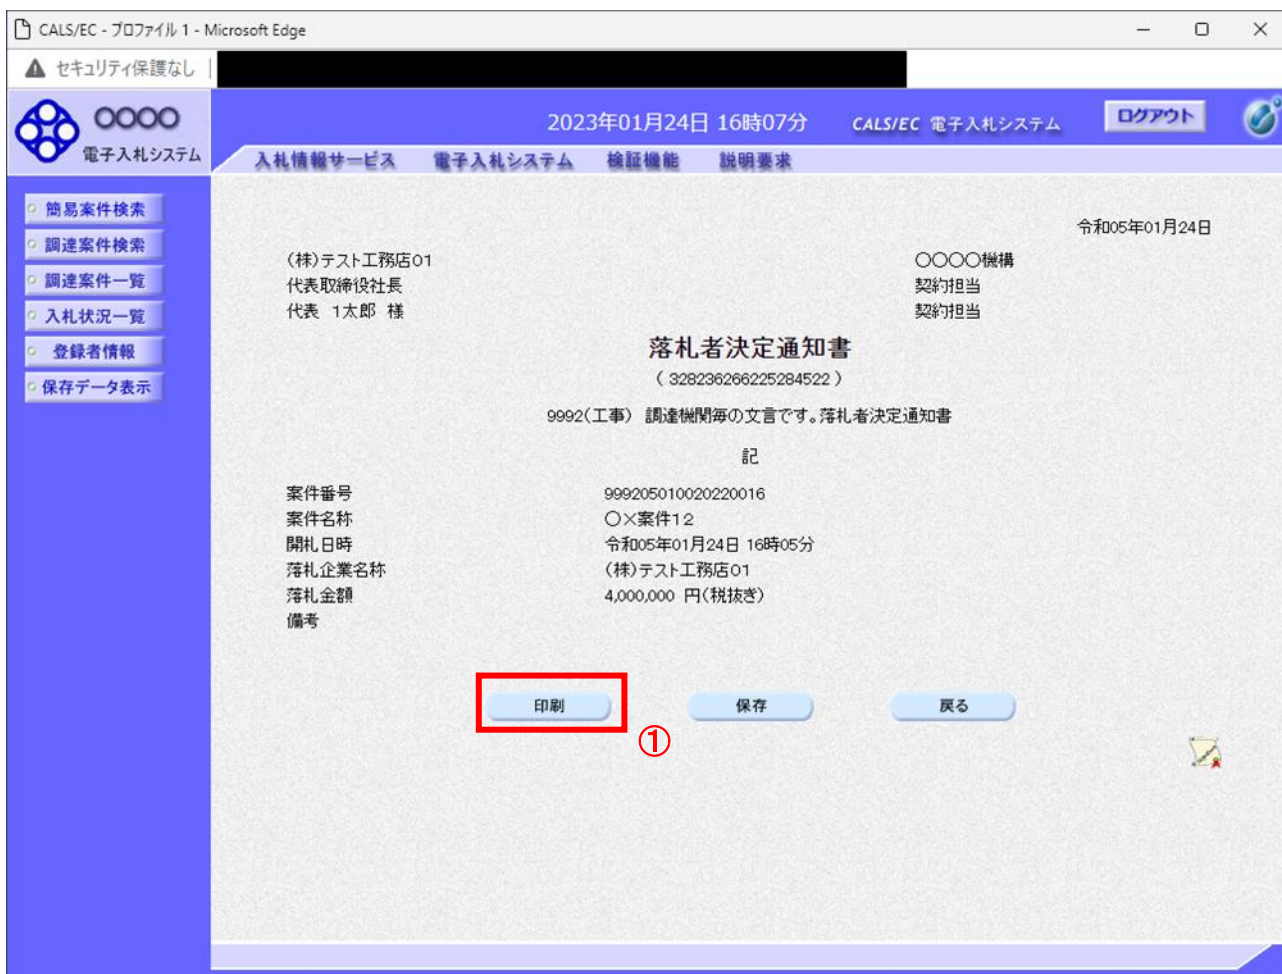 CALS/EC - プロファイル 1 - Microsoft Edge
セキュリティ保護なし
〇〇〇〇
電子入札システム
2023年01月24日 16時07分
CALS/EC 電子入札システム
ログアウト
入札情報サービス 電子入札システム 検証機能 説明要求
簡易案件検索
調達案件検索
調達案件一覧
入札状況一覧
登録者情報
保存データ表示
令和05年01月24日
(株)テスト工務店01
代表取締役社長
代表 1太郎 様
〇〇〇〇機構
契約担当
契約担当
落札者決定通知書
( 328236266225284522 )
9992(工事) 調達機関毎の文言です。落札者決定通知書
記
案件番号 999205010020220016
案件名称 〇×案件12
開札日時 令和05年01月24日 16時05分
落札企業名称 (株)テスト工務店01
落札金額 4,000,000 円(税抜き)
備考
印刷
保存
戻る
①